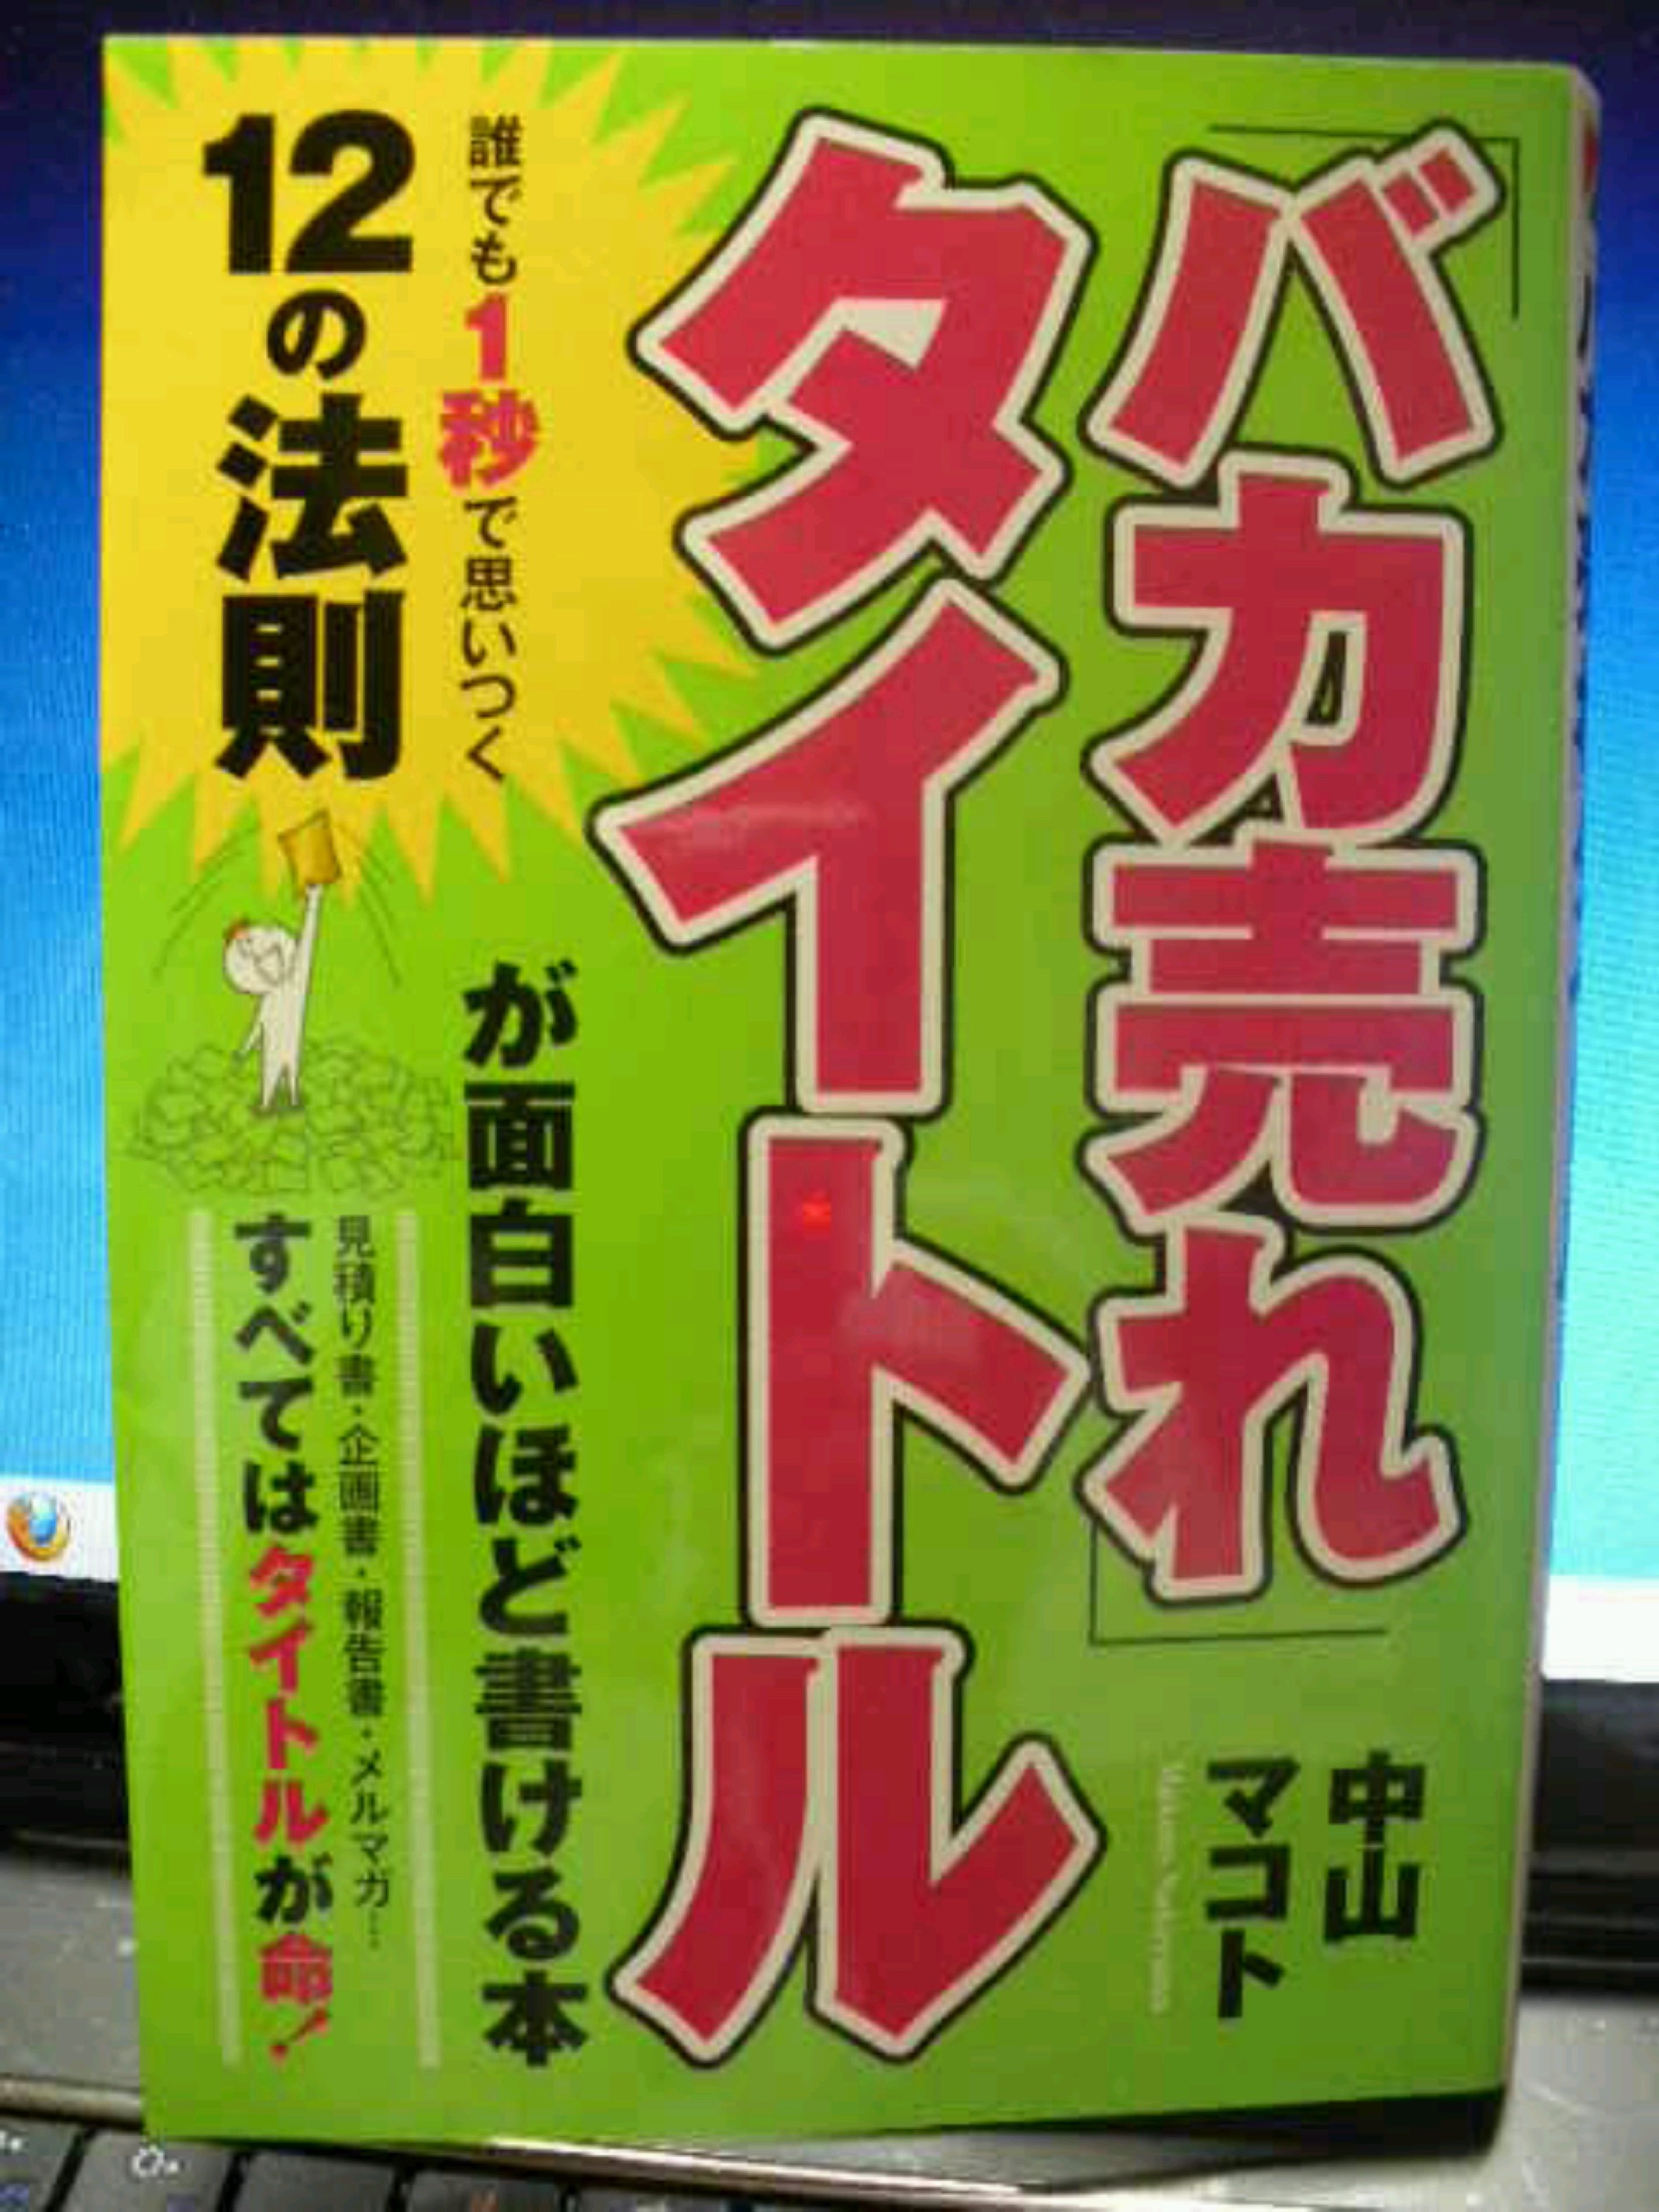 「バカ売れ」
タイトル
が面白いほど書ける本
中山
マコト
誰でも1秒で思いつく
12の法則
見積り書・企画書・報告書・メルマガ…
すべてはタイトルが命!